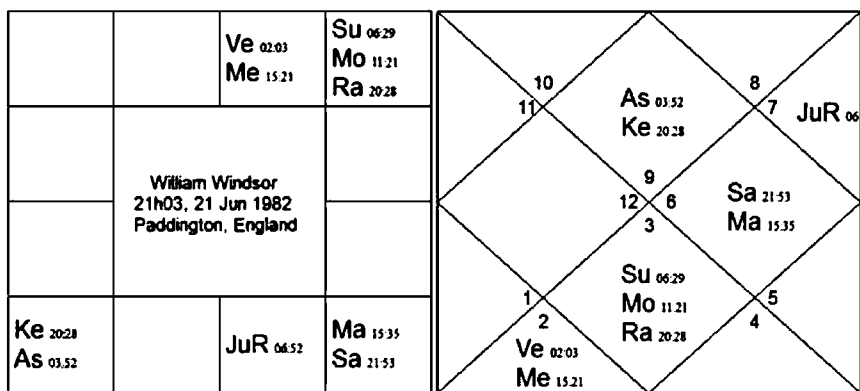 Ve 02:03
Me 15:21
Su 06:29
Mo 11:21
Ra 20:28
William Windsor
21h03, 21 Jun 1982
Paddington, England
Ke 20:28
As 03:52
JuR 06:52
Ma 15:35
Sa 21:53
10
11
As 03:52
Ke 20:28
8
7
JuR 06
9
12
6
3
Sa 21:53
Ma 15:35
1
2
Su 06:29
Mo 11:21
Ra 20:28
5
4
Ve 02:03
Me 15:21